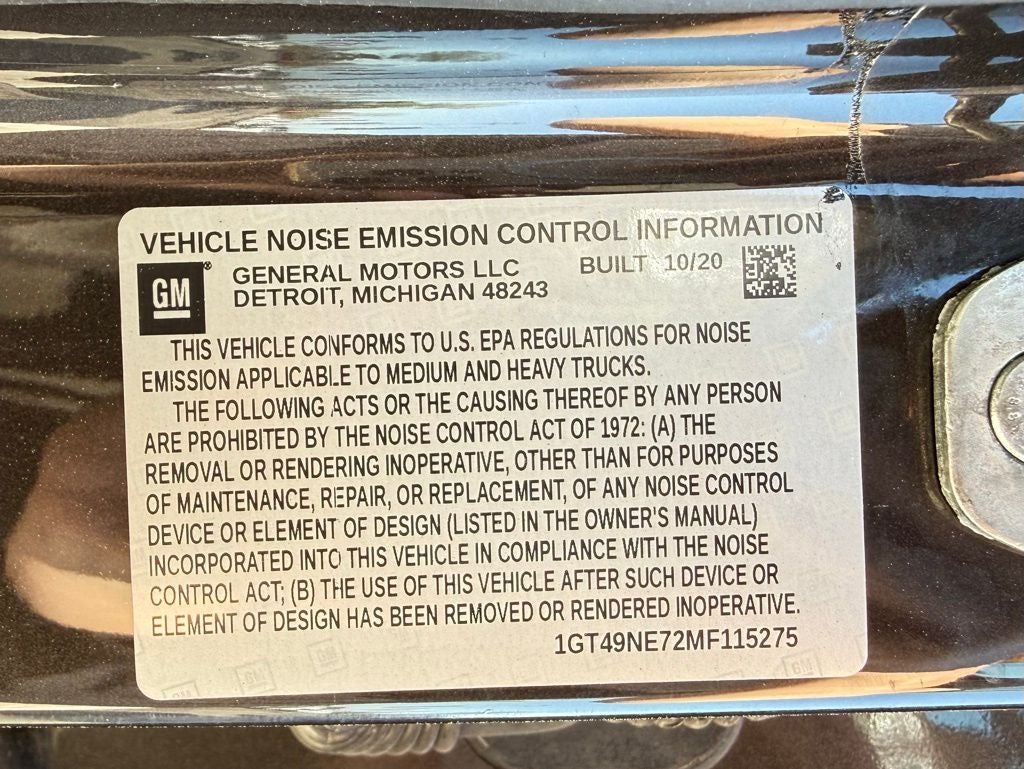 VEHICLE NOISE EMISSION CONTROL INFORMATION
GM
GENERAL MOTORS LLC
DETROIT, MICHIGAN 48243
BUILT 10/20
THIS VEHICLE CONFORMS TO U.S. EPA REGULATIONS FOR NOISE
EMISSION APPLICABLE TO MEDIUM AND HEAVY TRUCKS.
THE FOLLOWING ACTS OR THE CAUSING THEREOF BY ANY PERSON
ARE PROHIBITED BY THE NOISE CONTROL ACT OF 1972: (A) THE
REMOVAL OR RENDERING INOPERATIVE, OTHER THAN FOR PURPOSES
OF MAINTENANCE, REPAIR, OR REPLACEMENT, OF ANY NOISE CONTROL
DEVICE OR ELEMENT OF DESIGN (LISTED IN THE OWNER'S MANUAL)
INCORPORATED INTO THIS VEHICLE IN COMPLIANCE WITH THE NOISE
CONTROL ACT; (B) THE USE OF THIS VEHICLE AFTER SUCH DEVICE OR
ELEMENT OF DESIGN HAS BEEN REMOVED OR RENDERED INOPERATIVE.
1GT49NE72MF115275